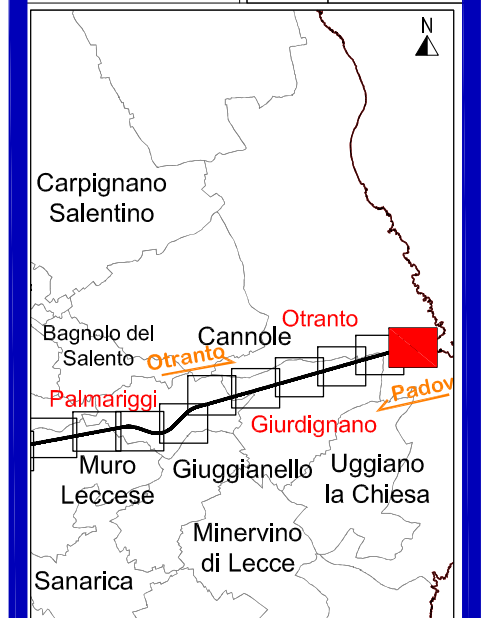 N
Carpignano
Salentino
Otranto
Bagnolo del
Salento
Cannole
Otranto
Padov
Palmariggi
Giurdignano
Muro
Leccese
Giuggianello
Uggiano
la Chiesa
Minervino
di Lecce
Sanarica